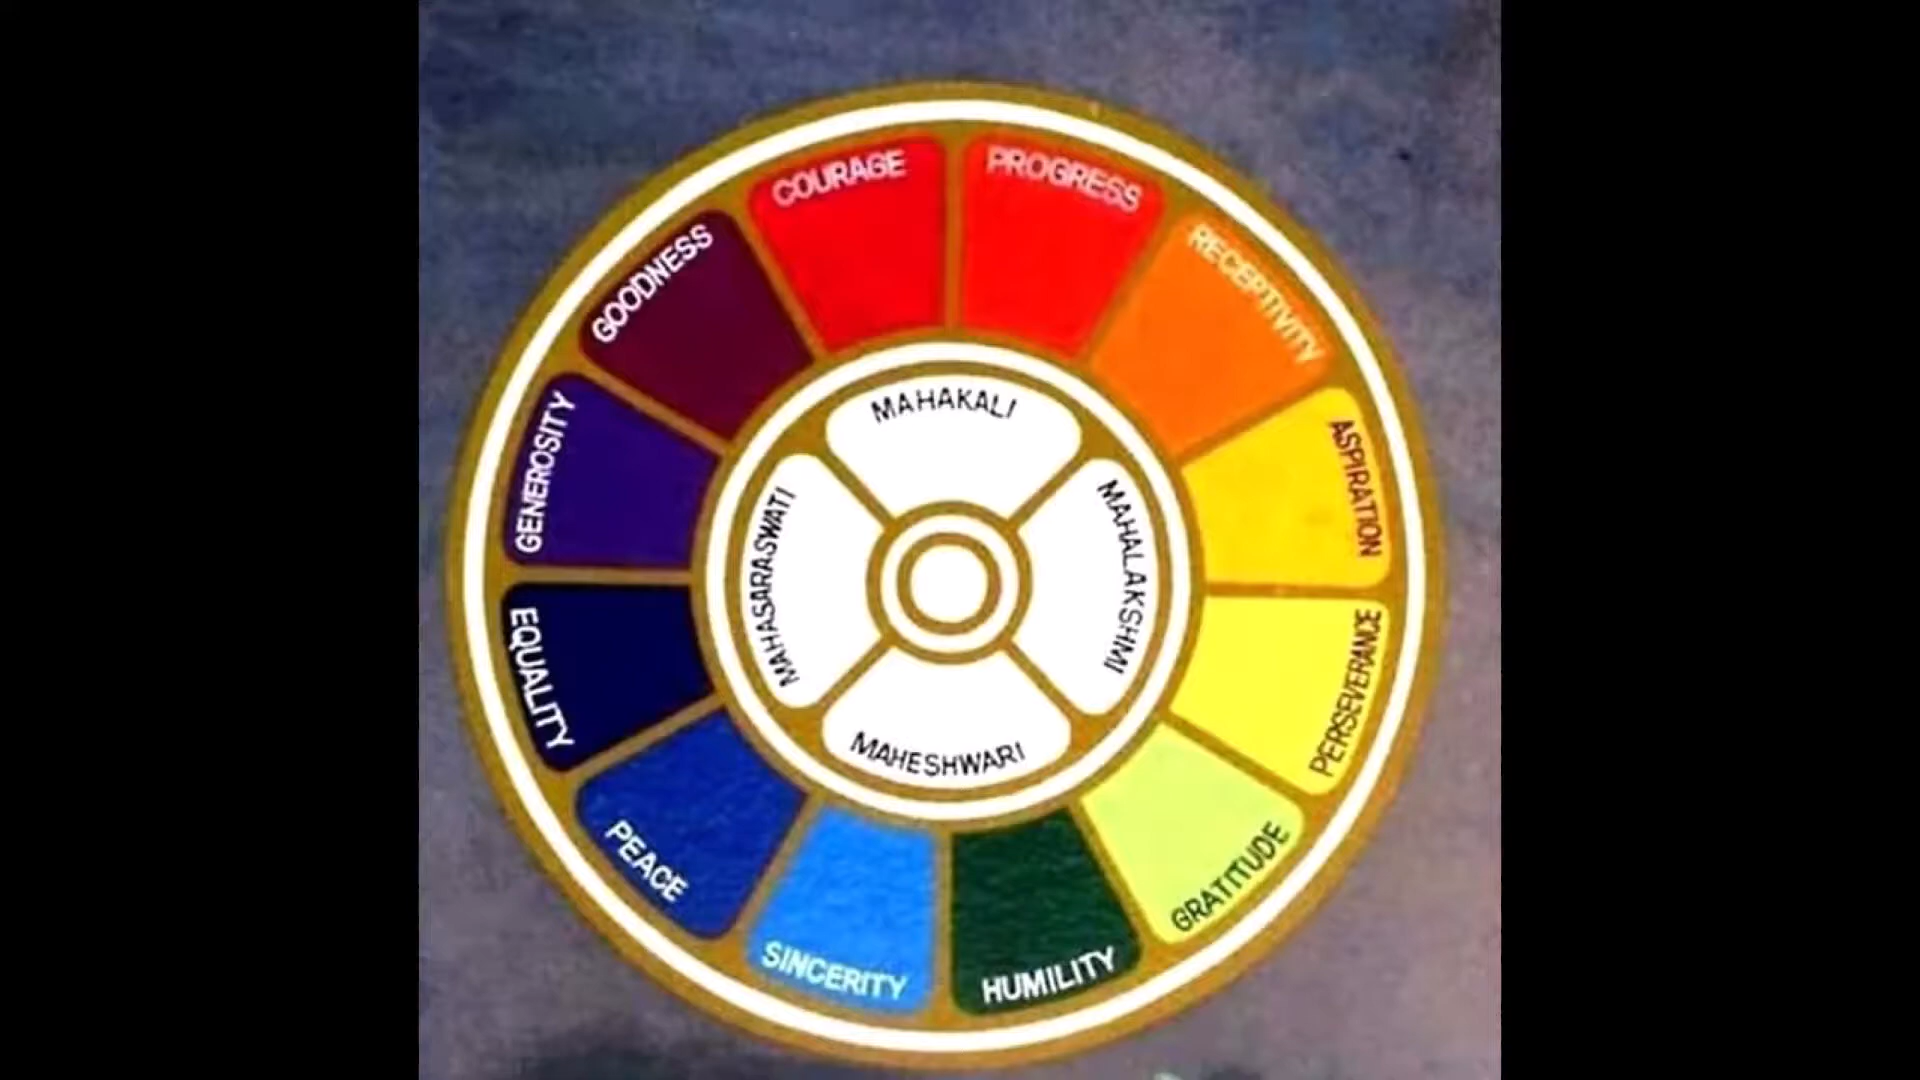 COURAGE
PROGRESS
RECEPTIVITY
ASPIRATION
PERSEVERANCE
GRATITUDE
HUMILITY
SINCERITY
PEACE
EQUALITY
GENEROSITY
GOODNESS
MAHAKALI
MAHALAKSHMI
MAHESHWARI
MAHASARASWATI